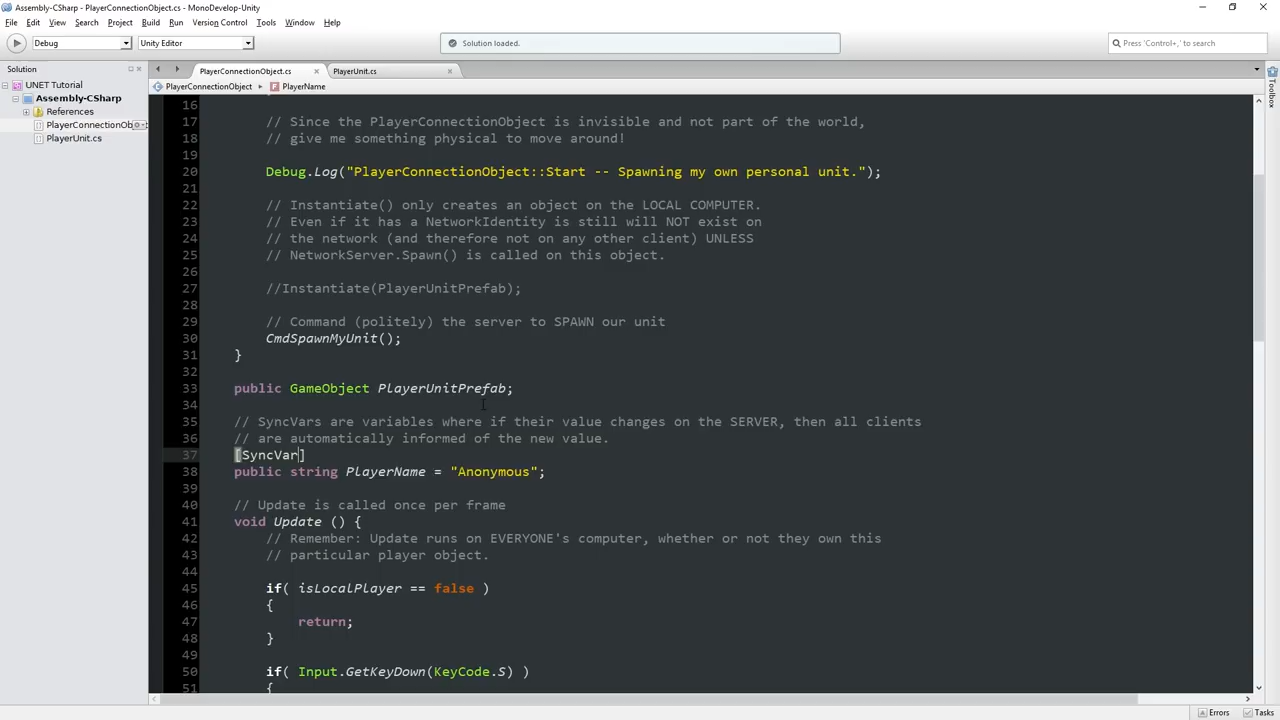 Assembly-CSharp - PlayerConnectionObject.cs - MonoDevelop-Unity
File Edit View Search Project Build Run Version Control Tools Window Help
Debug Unity Editor Solution loaded. Press 'Control+,' to search
Solution PlayerConnectionObject.cs PlayerUnit.cs
UNET Tutorial PlayerConnectionObject PlayerName
Assembly-CSharp
References
PlayerConnectionOb
PlayerUnit.cs
Toolbox
16
17 // Since the PlayerConnectionObject is invisible and not part of the world,
18 // give me something physical to move around!
19
20 Debug.Log("PlayerConnectionObject::Start -- Spawning my own personal unit.");
21
22 // Instantiate() only creates an object on the LOCAL COMPUTER.
23 // Even if it has a NetworkIdentity is still will NOT exist on
24 // the network (and therefore not on any other client) UNLESS
25 // NetworkServer.Spawn() is called on this object.
26
27 //Instantiate(PlayerUnitPrefab);
28
29 // Command (politely) the server to SPAWN our unit
30 CmdSpawnMyUnit();
31 }
32
33 public GameObject PlayerUnitPrefab;
34
35 // SyncVars are variables where if their value changes on the SERVER, then all clients
36 // are automatically informed of the new value.
37 [SyncVar]
38 public string PlayerName = "Anonymous";
39
40 // Update is called once per frame
41 void Update () {
42 // Remember: Update runs on EVERYONE's computer, whether or not they own this
43 // particular player object.
44
45 if( isLocalPlayer == false )
46 {
47 return;
48 }
49
50 if( Input.GetKeyDown(KeyCode.S) )
51 {
Errors Tasks